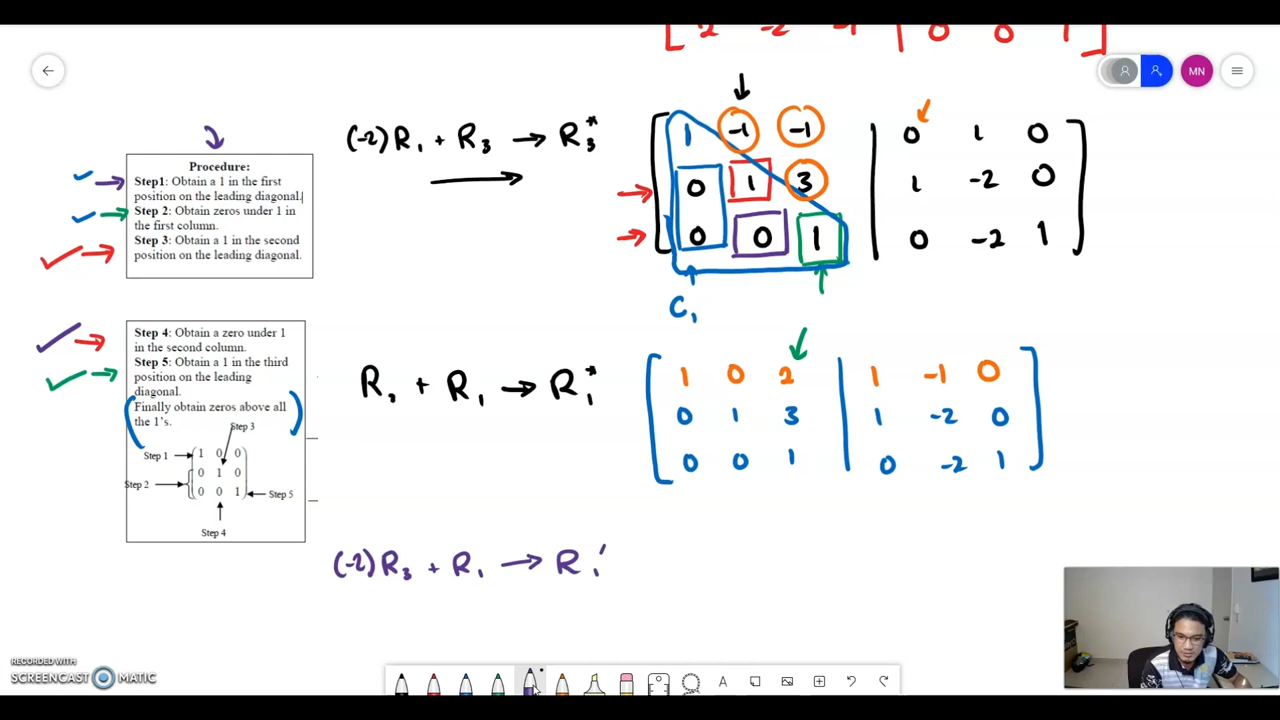 [ 2 -2 -1 | 0 0 1 ]
MN
(-2)R₁ + R₃ → R₃*
1 -1 -1 | 0 1 0
0 1 3 | 1 -2 0
0 0 1 | 0 -2 1
C₁
Procedure:
Step1: Obtain a 1 in the first
position on the leading diagonal.
Step 2: Obtain zeros under 1 in
the first column.
Step 3: Obtain a 1 in the second
position on the leading diagonal.
Step 4: Obtain a zero under 1
in the second column.
Step 5: Obtain a 1 in the third
position on the leading
diagonal.
Finally obtain zeros above all
the 1's.
Step 3
Step 1
1 0 0
0 1 0
Step 2
0 0 1
Step 5
Step 4
R₂ + R₁ → R₁*
1 0 2 | 1 -1 0
0 1 3 | 1 -2 0
0 0 1 | 0 -2 1
(-2)R₃ + R₁ → R₁'
RECORDED WITH
SCREENCAST MATIC
A